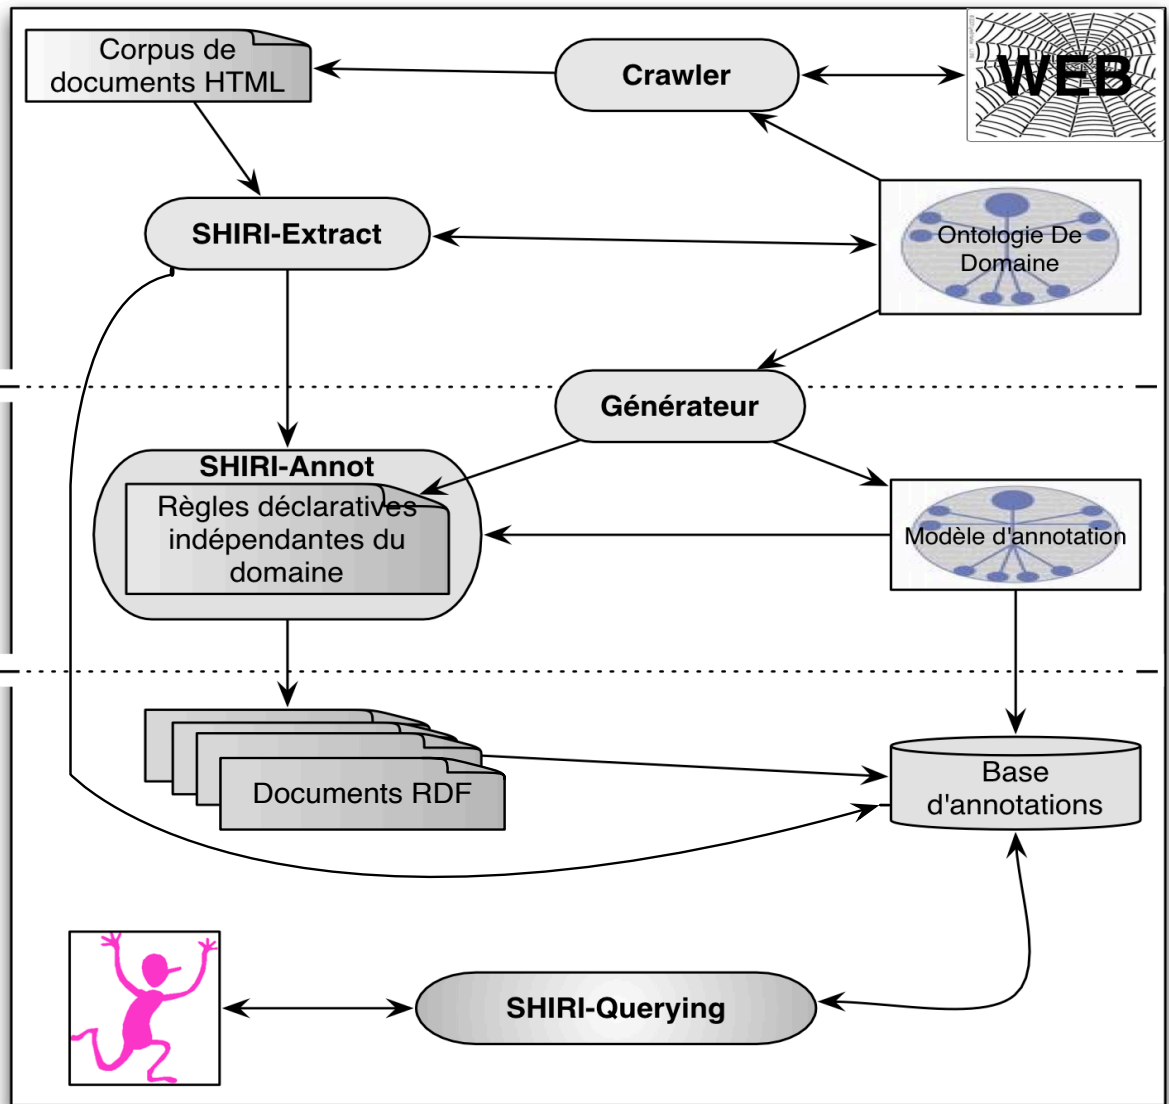 Corpus de
documents HTML
Crawler
WEB
SHIRI-Extract
Ontologie De
Domaine
Générateur
SHIRI-Annot
Règles déclaratives
indépendantes du
domaine
Modèle d'annotation
Documents RDF
Base
d'annotations
SHIRI-Querying